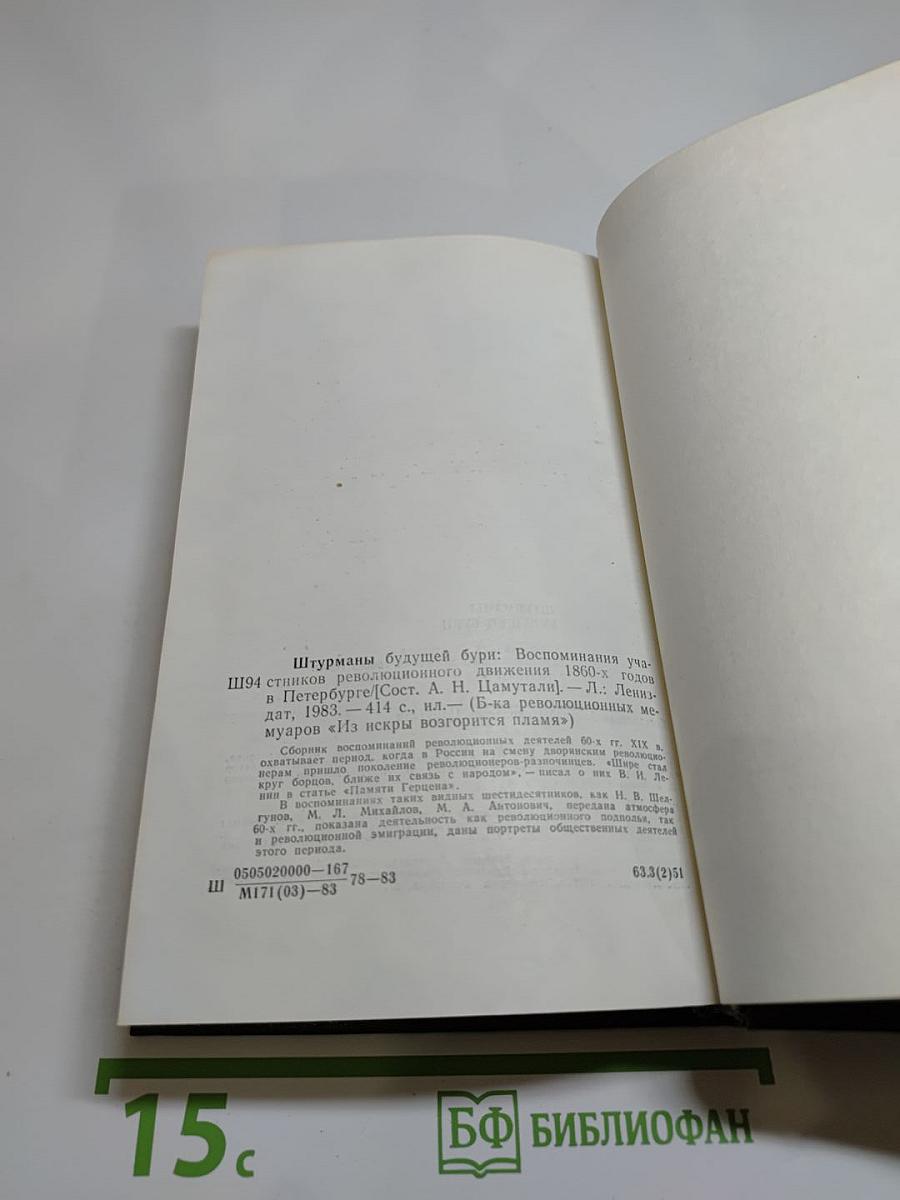 Штурманы будущей бури: Воспоминания уча-
Ш94 стников революционного движения 1860-х годов
в Петербурге/[Сост. А. Н. Цамутали]. — Л.: Лениз-
дат, 1983. — 414 с., ил.— (Б-ка революционных ме-
муаров «Из искры возгорится пламя»)
Сборник воспоминаний революционных деятелей 60-х гг. XIX в.
охватывает период, когда в России на смену дворянским революцио-
нерам пришло поколение революционеров-разночинцев. «Шире стал
круг борцов, ближе их связь с народом», — писал о них В. И. Ле-
нин в статье «Памяти Герцена».
В воспоминаниях таких видных шестидесятников, как Н. В. Шел-
гунов, М. Л. Михайлов, М. А. Антонович, передана атмосфера
60-х гг., показана деятельность как революционного подполья, так
и революционной эмиграции, даны портреты общественных деятелей
этого периода.
Ш 0505020000—167
М171(03)—83 78—83 63.3(2)51
15 с БФ БИБЛИОФАН